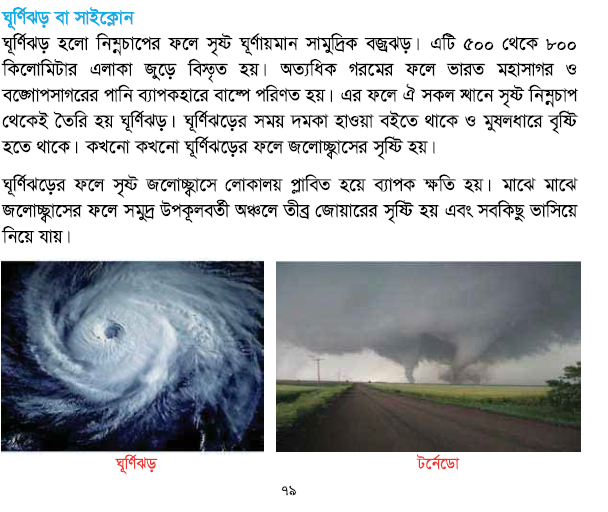 ঘূর্ণিঝড় বা সাইক্লোন
ঘূর্ণিঝড় হলো নিম্নচাপের ফলে সৃষ্ট ঘূর্ণায়মান সামুদ্রিক বজ্রঝড়। এটি ৫০০ থেকে ৮০০
কিলোমিটার এলাকা জুড়ে বিস্তৃত হয়। অত্যধিক গরমের ফলে ভারত মহাসাগর ও
বঙ্গোপসাগরের পানি ব্যাপকহারে বাষ্পে পরিণত হয়। এর ফলে ঐ সকল স্থানে সৃষ্ট নিম্নচাপ
থেকেই তৈরি হয় ঘূর্ণিঝড়। ঘূর্ণিঝড়ের সময় দমকা হাওয়া বইতে থাকে ও মুষলধারে বৃষ্টি
হতে থাকে। কখনো কখনো ঘূর্ণিঝড়ের ফলে জলোচ্ছ্বাসের সৃষ্টি হয়।
ঘূর্ণিঝড়ের ফলে সৃষ্ট জলোচ্ছ্বাসে লোকালয় প্লাবিত হয়ে ব্যাপক ক্ষতি হয়। মাঝে মাঝে
জলোচ্ছ্বাসের ফলে সমুদ্র উপকূলবর্তী অঞ্চলে তীব্র জোয়ারের সৃষ্টি হয় এবং সবকিছু ভাসিয়ে
নিয়ে যায়।
ঘূর্ণিঝড়
টর্নেডো
৭৯